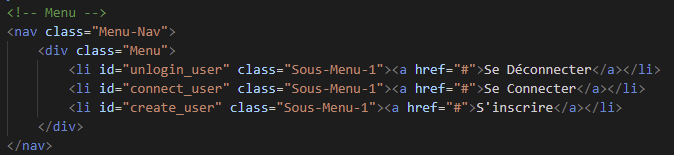 <!-- Menu -->
<nav class="Menu-Nav">
<div class="Menu">
<li id="unlogin_user" class="Sous-Menu-1"><a href="#">Se Déconnecter</a></li>
<li id="connect_user" class="Sous-Menu-1"><a href="#">Se Connecter</a></li>
<li id="create_user" class="Sous-Menu-1"><a href="#">S'inscrire</a></li>
</div>
</nav>